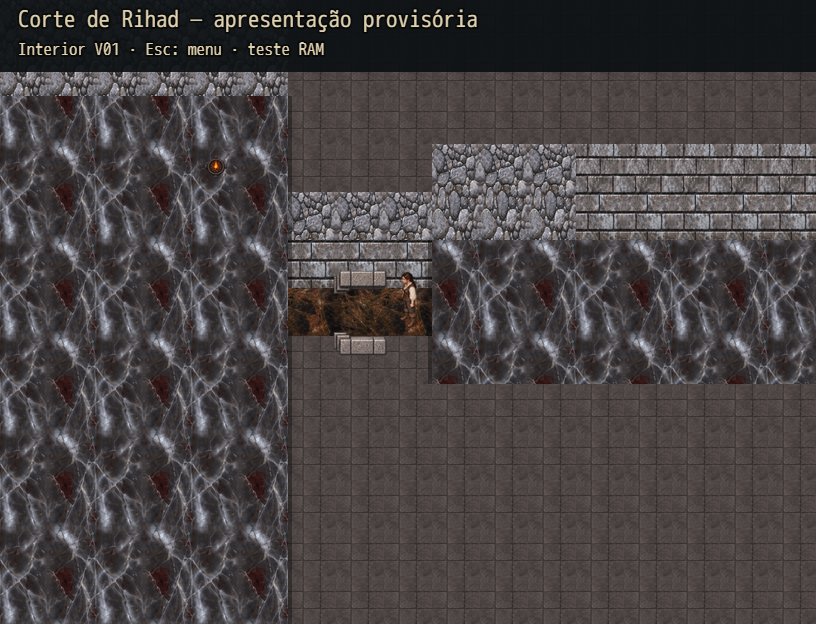 Corte de Rihad — apresentação provisória
Interior V01 · Esc: menu · teste RAM